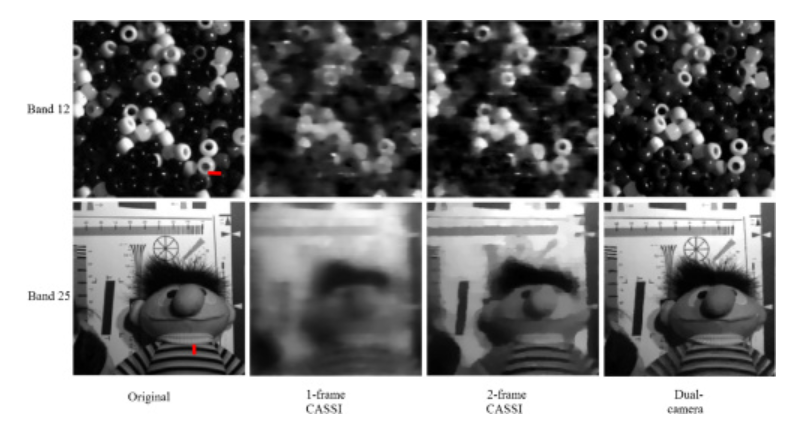 Band 12
Band 25
Original
1-frame
CASSI
2-frame
CASSI
Dual-
camera